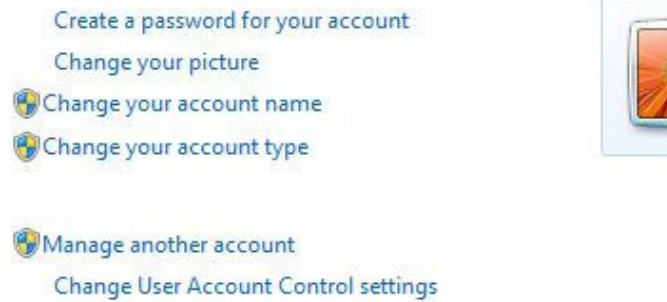 Create a password for your account
Change your picture
Change your account name
Change your account type
Manage another account
Change User Account Control settings